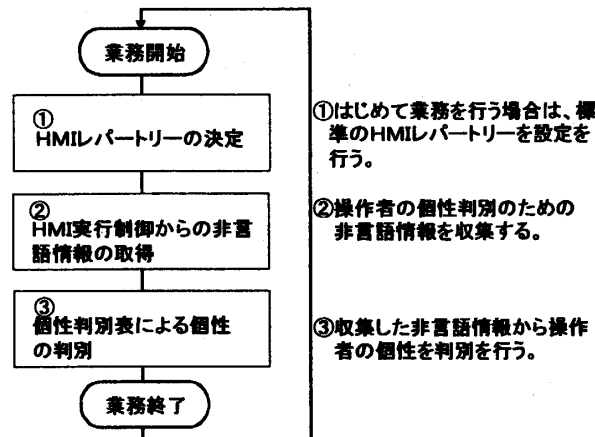 業務開始
①
HMIレパートリーの決定
①はじめて業務を行う場合は、標
準のHMIレパートリーを設定を
行う。
②
HMI実行制御からの非言
語情報の取得
②操作者の個性判別のための
非言語情報を収集する。
③
個性判別表による個性
の判別
③収集した非言語情報から操作
者の個性を判別を行う。
業務終了